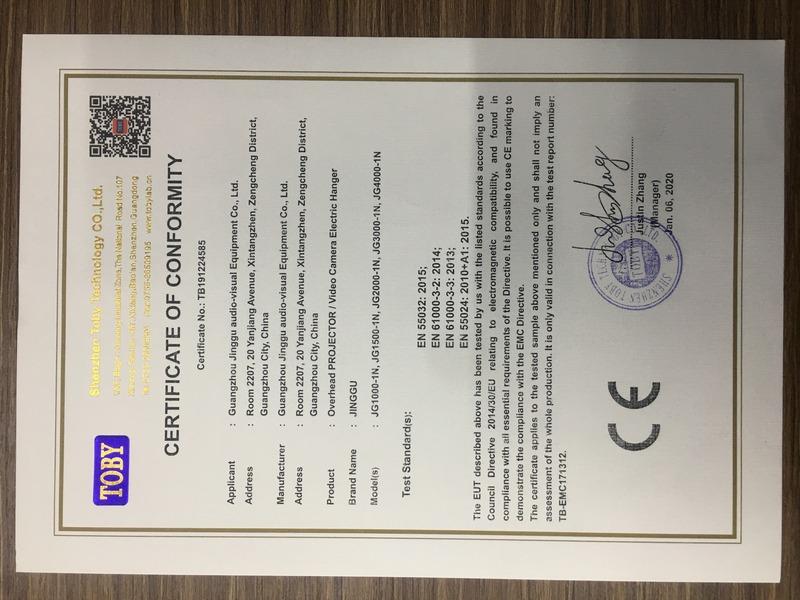 TOBY
Shenzhen Toby Technology CO.,Ltd.
CERTIFICATE OF CONFORMITY
Certificate No.: TB191224585
Applicant : Guangzhou Jinggu audio-visual Equipment Co., Ltd.
Address : Room 2207, 20 Yanjiang Avenue, Xintangzhen, Zengcheng District,
Guangzhou City, China
Manufacturer : Guangzhou Jinggu audio-visual Equipment Co., Ltd.
Address : Room 2207, 20 Yanjiang Avenue, Xintangzhen, Zengcheng District,
Guangzhou City, China
Product : Overhead PROJECTOR / Video Camera Electric Hanger
Brand Name : JINGGU
Model(s) : JG1000-1N, JG1500-1N, JG2000-1N, JG3000-1N, JG4000-1N
Test Standard(s):
EN 55032: 2015;
EN 61000-3-2: 2014;
EN 61000-3-3: 2013;
EN 55024: 2010+A1: 2015.
The EUT described above has been tested by us with the listed standards according to the
Council Directive 2014/30/EU relating to electromagnetic compatibility, and found in
compliance with all essential requirements of the Directive. It is possible to use CE marking to
demonstrate the compliance with the EMC Directive.
The certificate applies to the tested sample above mentioned only and shall not imply an
assessment of the whole production. It is only valid in connection with the test report number:
TB-EMC171312.
CE
Justin Zhang
(Manager)
Jan. 06, 2020
SHENZHEN TOBY